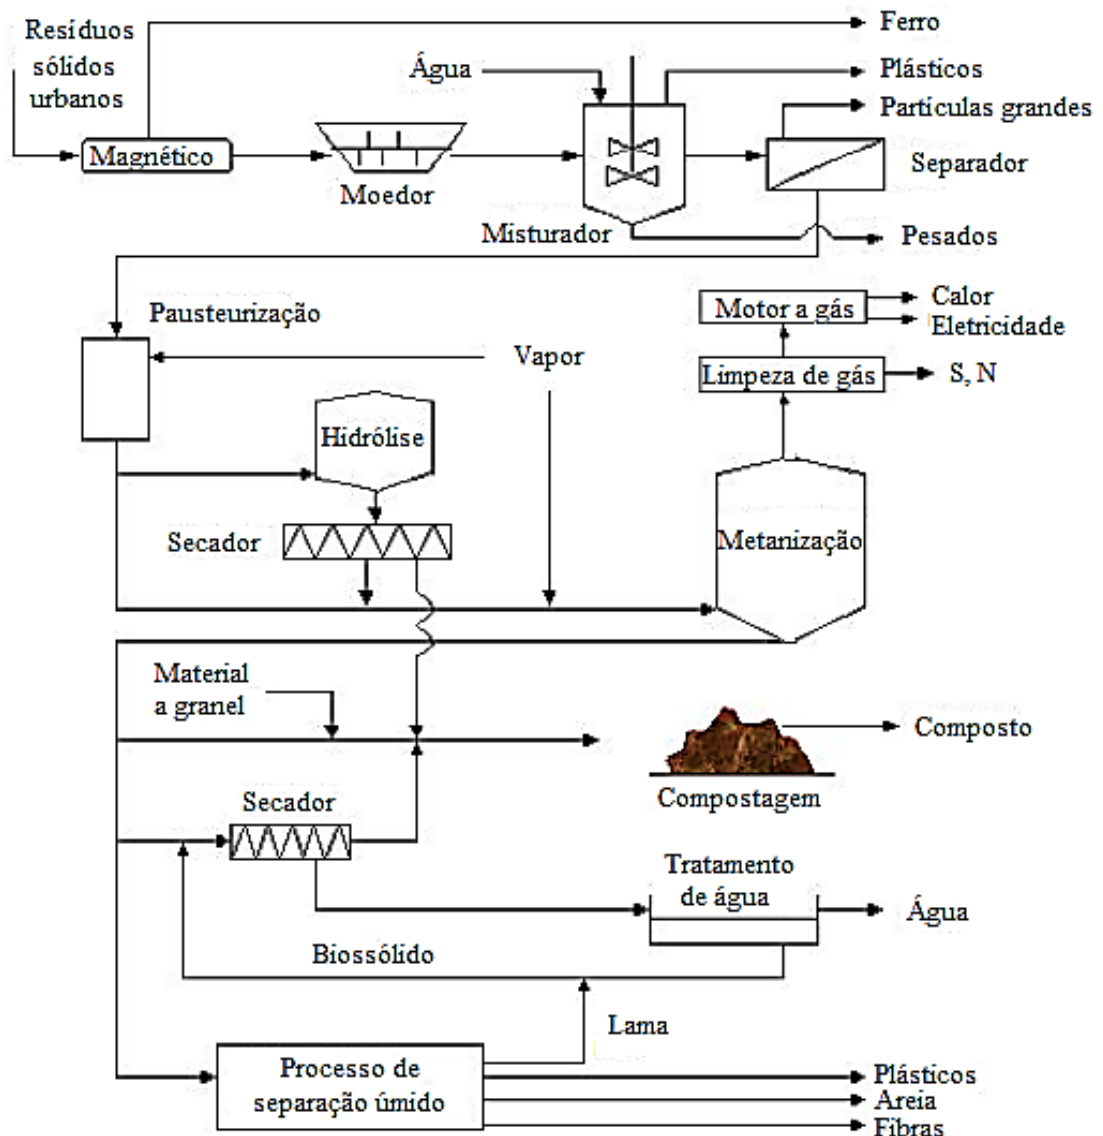 Resíduos
sólidos
urbanos
Ferro
Água
Plásticos
Partículas grandes
Magnético
Moedor
Separador
Misturador
Pesados
Pausteurização
Vapor
Motor a gás
Calor
Eletricidade
Limpeza de gás
S, N
Hidrólise
Secador
Metanização
Material
a granel
Composto
Compostagem
Secador
Tratamento
de água
Água
Biossólido
Lama
Processo de
separação úmido
Plásticos
Areia
Fibras